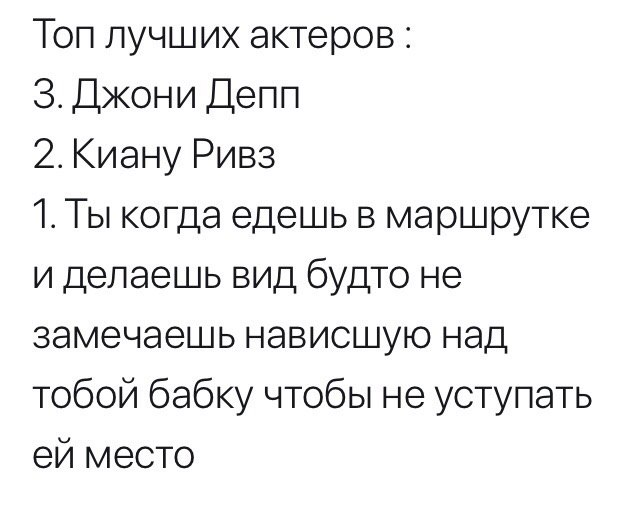 Топ лучших актеров :
3. Джони Депп
2. Киану Ривз
1. Ты когда едешь в маршрутке
и делаешь вид будто не
замечаешь нависшую над
тобой бабку чтобы не уступать
ей место